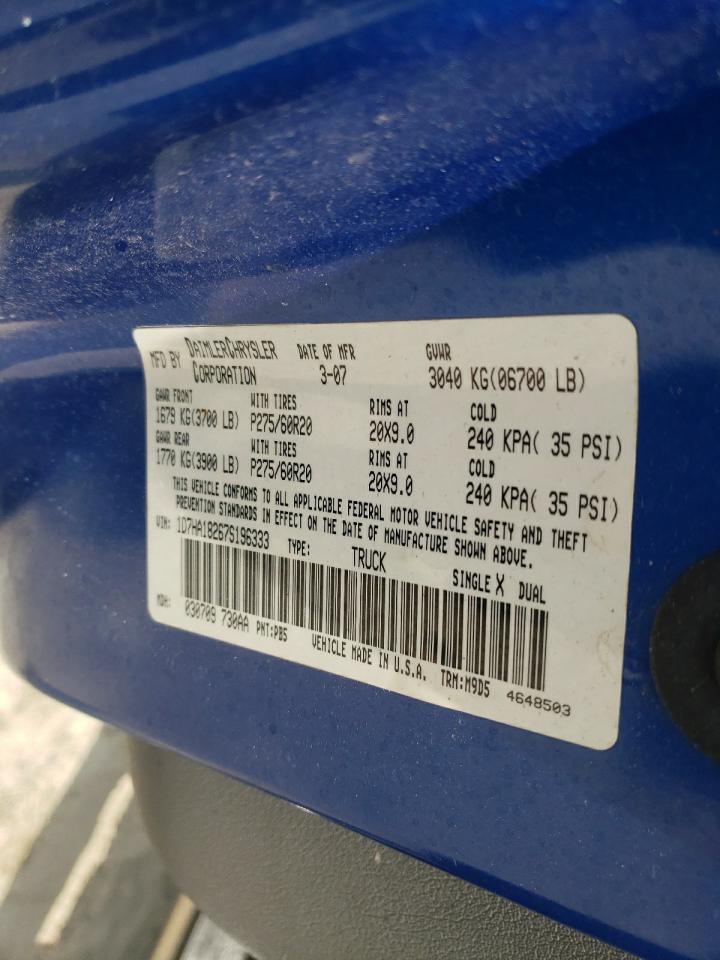 MFD BY DAIMLERCHRYSLER CORPORATION DATE OF MFR 3-07 GVWR 3040 KG(06700 LB)
GAWR FRONT WITH TIRES RIMS AT COLD
1679 KG(3700 LB) P275/60R20 20X9.0 240 KPA( 35 PSI)
GAWR REAR WITH TIRES RIMS AT COLD
1770 KG(3900 LB) P275/60R20 20X9.0 240 KPA( 35 PSI)
THIS VEHICLE CONFORMS TO ALL APPLICABLE FEDERAL MOTOR VEHICLE SAFETY AND THEFT
PREVENTION STANDARDS IN EFFECT ON THE DATE OF MANUFACTURE SHOWN ABOVE.
VIN: 1D7HA18267S196333 TYPE: TRUCK SINGLE X DUAL
MDH: 030709 730AA PNT:PB5 VEHICLE MADE IN U.S.A. TRM:M9D5 4648503